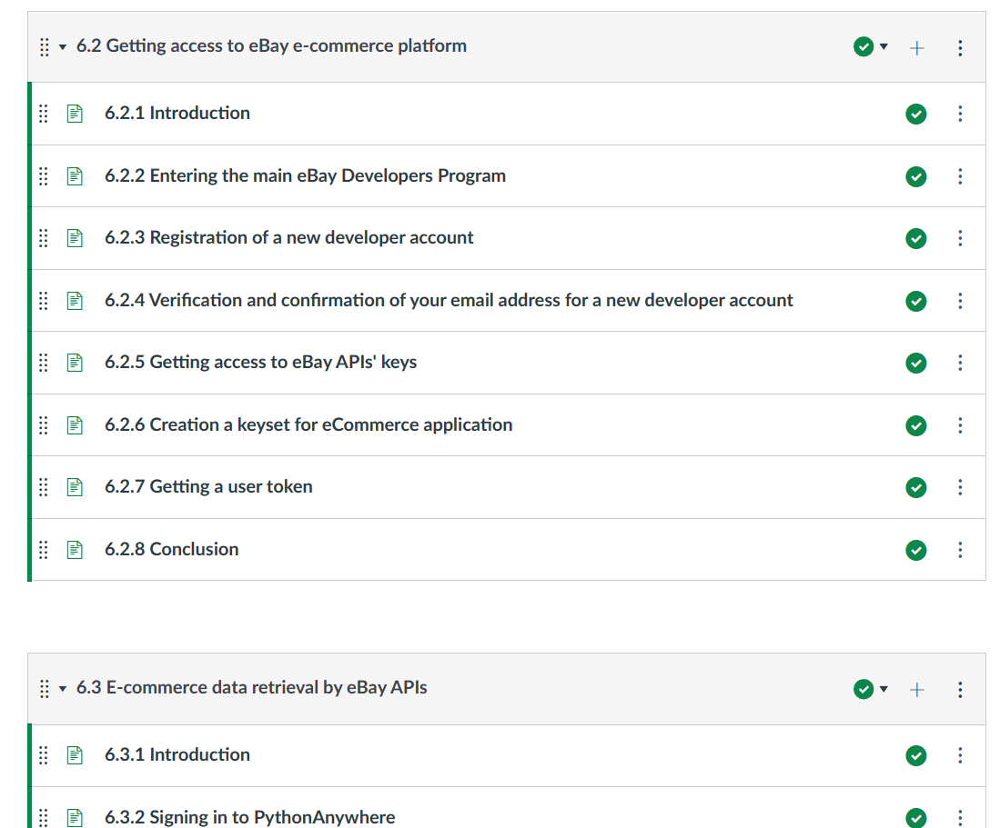 6.2 Getting access to eBay e-commerce platform
6.2.1 Introduction
6.2.2 Entering the main eBay Developers Program
6.2.3 Registration of a new developer account
6.2.4 Verification and confirmation of your email address for a new developer account
6.2.5 Getting access to eBay APIs' keys
6.2.6 Creation a keyset for eCommerce application
6.2.7 Getting a user token
6.2.8 Conclusion
6.3 E-commerce data retrieval by eBay APIs
6.3.1 Introduction
6.3.2 Signing in to PythonAnywhere